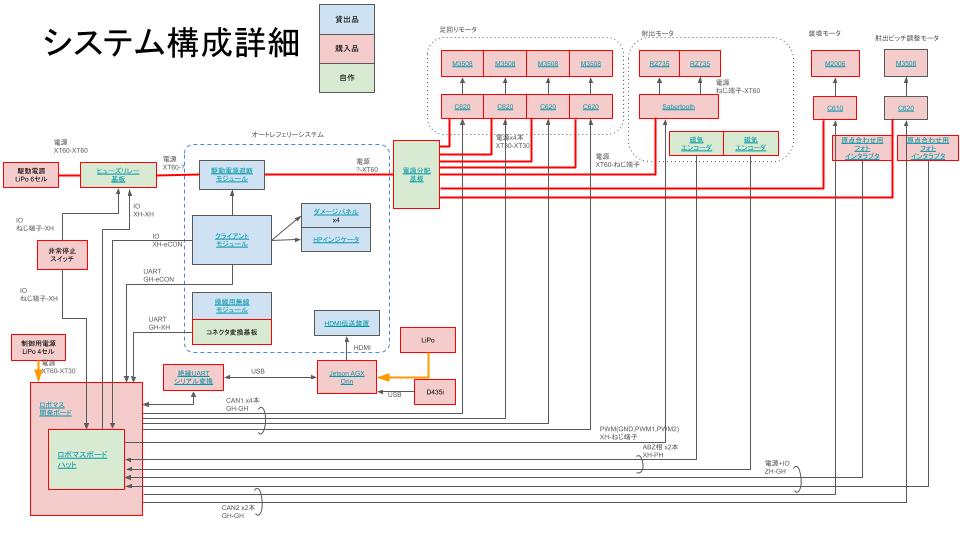 システム構成詳細
貸出品
購入品
自作
足回りモータ
M3508
M3508
M3508
M3508
C620
C620
C620
C620
電源x4本
XT30-XT30
射出モータ
RZ735
RZ735
電源
ねじ端子-XT60
Sabertooth
磁気
エンコーダ
磁気
エンコーダ
電源
XT60-ねじ端子
装填モータ
M2006
C610
原点合わせ用
フォト
インタラプタ
射出ピッチ調整モータ
M3508
C620
原点合わせ用
フォト
インタラプタ
電源
XT60-XT60
駆動電源
LiPo 6セル
ヒューズリレー
基板
電源
XT60-?
オートレフェリーシステム
駆動電源遮断
モジュール
電源
?-XT60
電源分配
基板
クライアント
モジュール
ダメージパネル
x4
HPインジケータ
操縦用無線
モジュール
コネクタ変換基板
HDMI伝送装置
HDMI
IO
ねじ端子-XH
IO
XH-XH
非常停止
スイッチ
IO
XH-eCON
UART
GH-eCON
IO
ねじ端子-XH
UART
GH-XH
制御用電源
LiPo 4セル
電源
XT60-XT30
絶縁UART
シリアル変換
USB
Jetson AGX
Orin
LiPo
D435i
USB
ロボマス
開発ボード
ロボマスボード
ハット
CAN1 x4本
GH-GH
PWM(GND,PWM1,PWM2)
XH-ねじ端子
ABZ相 x2本
XH-PH
電源+IO
ZH-GH
CAN2 x2本
GH-GH